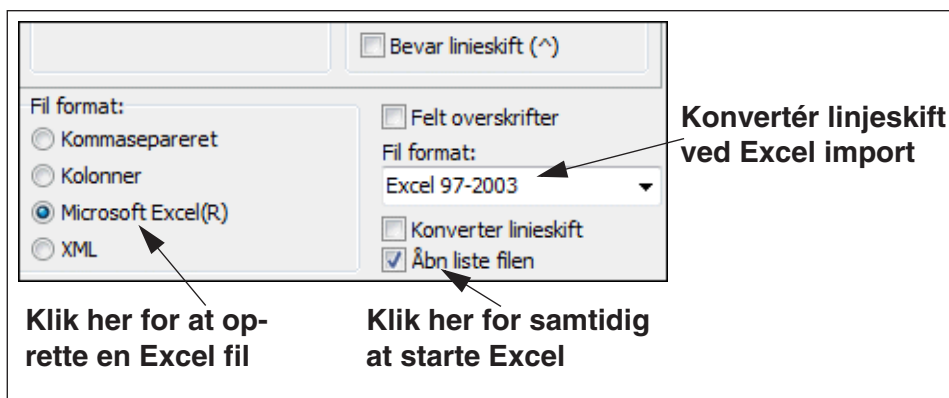 Bevar linieskift (^)
Fil format:
Kommasepareret
Kolonner
Microsoft Excel(R)
XML
Felt overskrifter
Fil format:
Excel 97-2003
Konverter linieskift
Åbn liste filen
Konvertér linjeskift
ved Excel import
Klik her for at op-
rette en Excel fil
Klik her for samtidig
at starte Excel